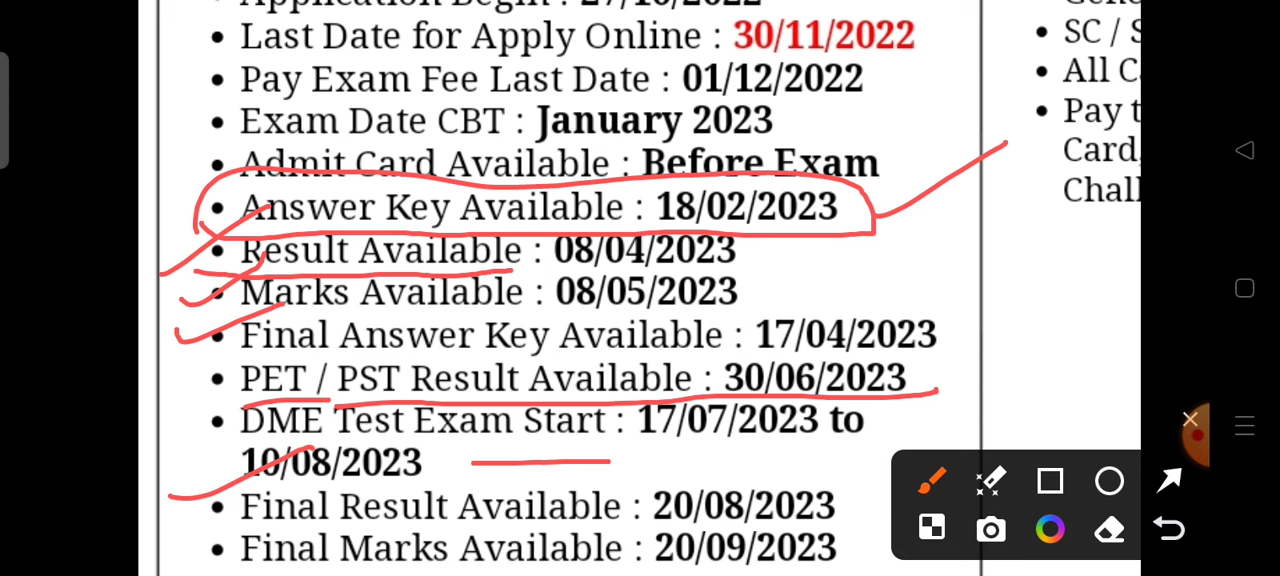 Last Date for Apply Online : 30/11/2022
Pay Exam Fee Last Date : 01/12/2022
Exam Date CBT : January 2023
Admit Card Available : Before Exam
Answer Key Available : 18/02/2023
Result Available : 08/04/2023
Marks Available : 08/05/2023
Final Answer Key Available : 17/04/2023
PET / PST Result Available : 30/06/2023
DME Test Exam Start : 17/07/2023 to
10/08/2023
Final Result Available : 20/08/2023
Final Marks Available : 20/09/2023
SC / S
All C
Pay t
Card,
Chall